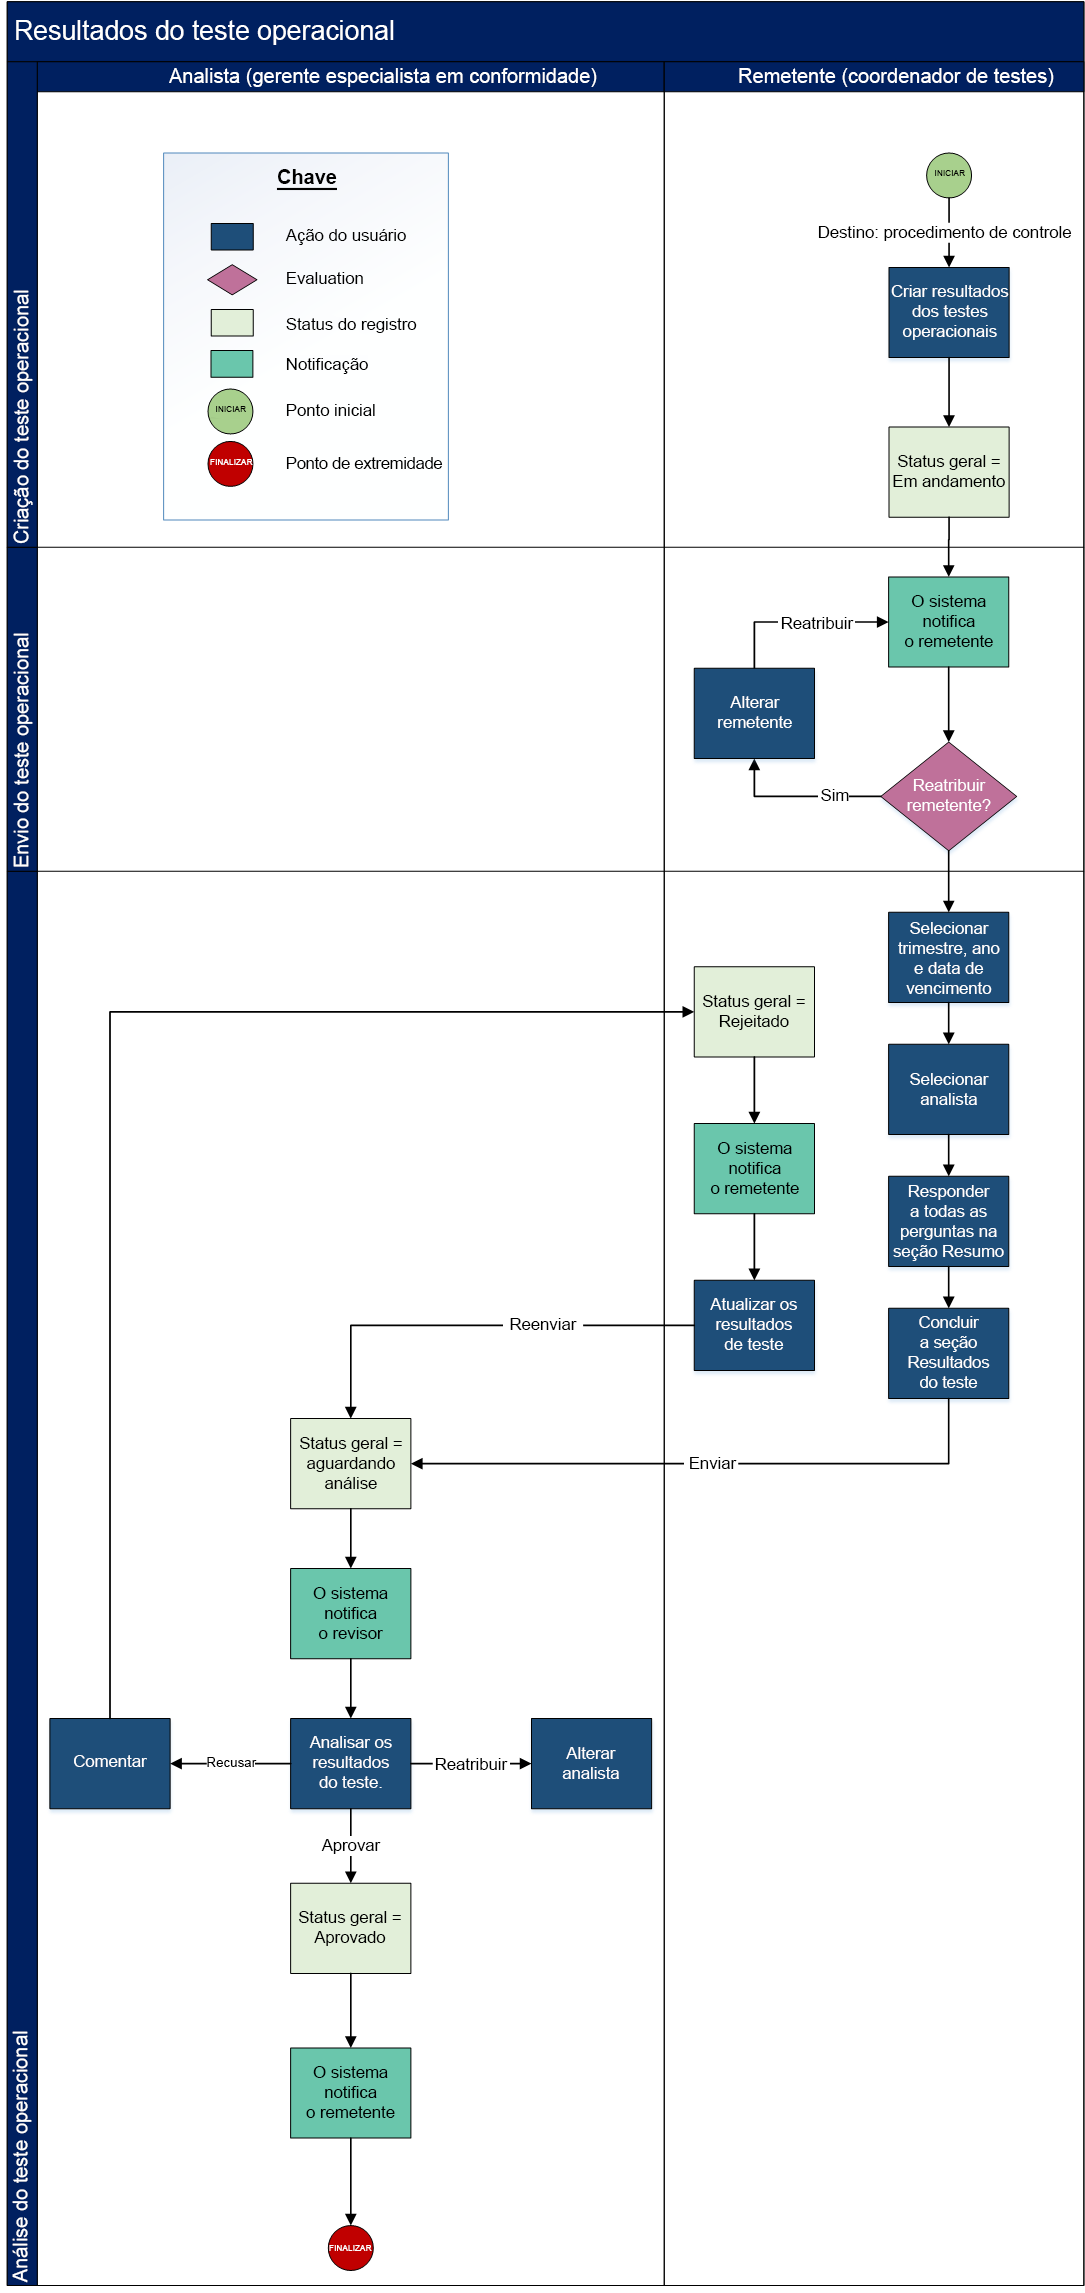 Resultados do teste operacional
Analista (gerente especialista em conformidade)
Remetente (coordenador de testes)
Criação do teste operacional
Chave
Ação do usuário
Evaluation
Status do registro
Notificação
INICIAR
Ponto inicial
FINALIZAR
Ponto de extremidade
INICIAR
Destino: procedimento de controle
Criar resultados
dos testes
operacionais
Status geral =
Em andamento
Envio do teste operacional
O sistema
notifica
o remetente
Reatribuir
Alterar
remetente
Sim
Reatribuir
remetente?
Análise do teste operacional
Selecionar
trimestre, ano
e data de
vencimento
Status geral =
Rejeitado
Selecionar
analista
O sistema
notifica
o remetente
Responder
a todas as
perguntas na
seção Resumo
Atualizar os
resultados
de teste
Reenviar
Concluir
a seção
Resultados
do teste
Status geral =
aguardando
análise
Enviar
O sistema
notifica
o revisor
Comentar
Recusar
Analisar os
resultados
do teste.
Reatribuir
Alterar
analista
Aprovar
Status geral =
Aprovado
O sistema
notifica
o remetente
FINALIZAR